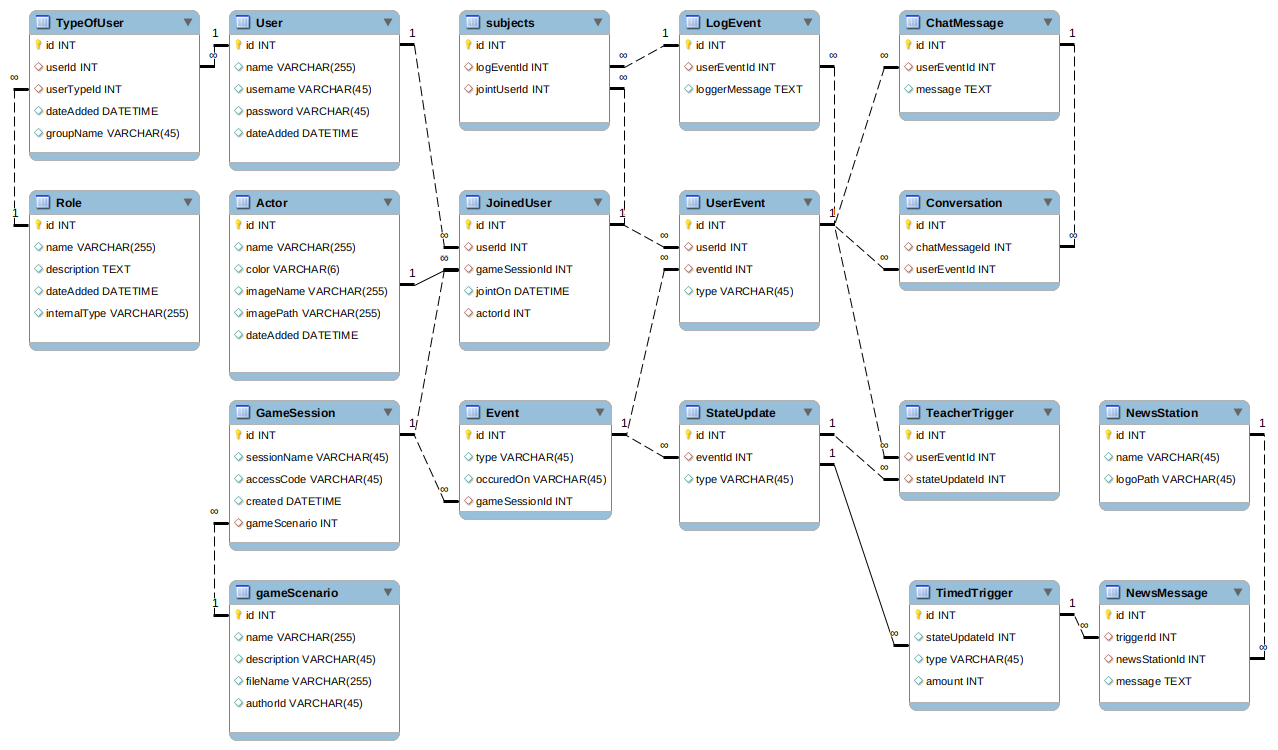 TypeOfUser
id INT
userId INT
userTypeId INT
dateAdded DATETIME
groupName VARCHAR(45)
User
id INT
name VARCHAR(255)
username VARCHAR(45)
password VARCHAR(45)
dateAdded DATETIME
subjects
id INT
logEventId INT
jointUserId INT
LogEvent
id INT
userEventId INT
loggerMessage TEXT
ChatMessage
id INT
userEventId INT
message TEXT
1
∞
∞
1
∞
∞
1
∞
∞
1
Role
id INT
name VARCHAR(255)
description TEXT
dateAdded DATETIME
internalType VARCHAR(255)
Actor
id INT
name VARCHAR(255)
color VARCHAR(6)
imageName VARCHAR(255)
imagePath VARCHAR(255)
dateAdded DATETIME
JoinedUser
id INT
userId INT
gameSessionId INT
jointOn DATETIME
actorId INT
UserEvent
id INT
userId INT
eventId INT
type VARCHAR(45)
Conversation
id INT
chatMessageId INT
userEventId INT
1
1
∞
∞
1
∞
∞
1
∞
∞
GameSession
id INT
sessionName VARCHAR(45)
accessCode VARCHAR(45)
created DATETIME
gameScenario INT
Event
id INT
type VARCHAR(45)
occuredOn VARCHAR(45)
gameSessionId INT
StateUpdate
id INT
eventId INT
type VARCHAR(45)
TeacherTrigger
id INT
userEventId INT
stateUpdateId INT
NewsStation
id INT
name VARCHAR(45)
logoPath VARCHAR(45)
∞
1
∞
1
∞
1
1
∞
∞
1
gameScenario
id INT
name VARCHAR(255)
description VARCHAR(45)
fileName VARCHAR(255)
authorId VARCHAR(45)
TimedTrigger
id INT
stateUpdateId INT
type VARCHAR(45)
amount INT
NewsMessage
id INT
triggerId INT
newsStationId INT
message TEXT
1
∞
1
∞
∞